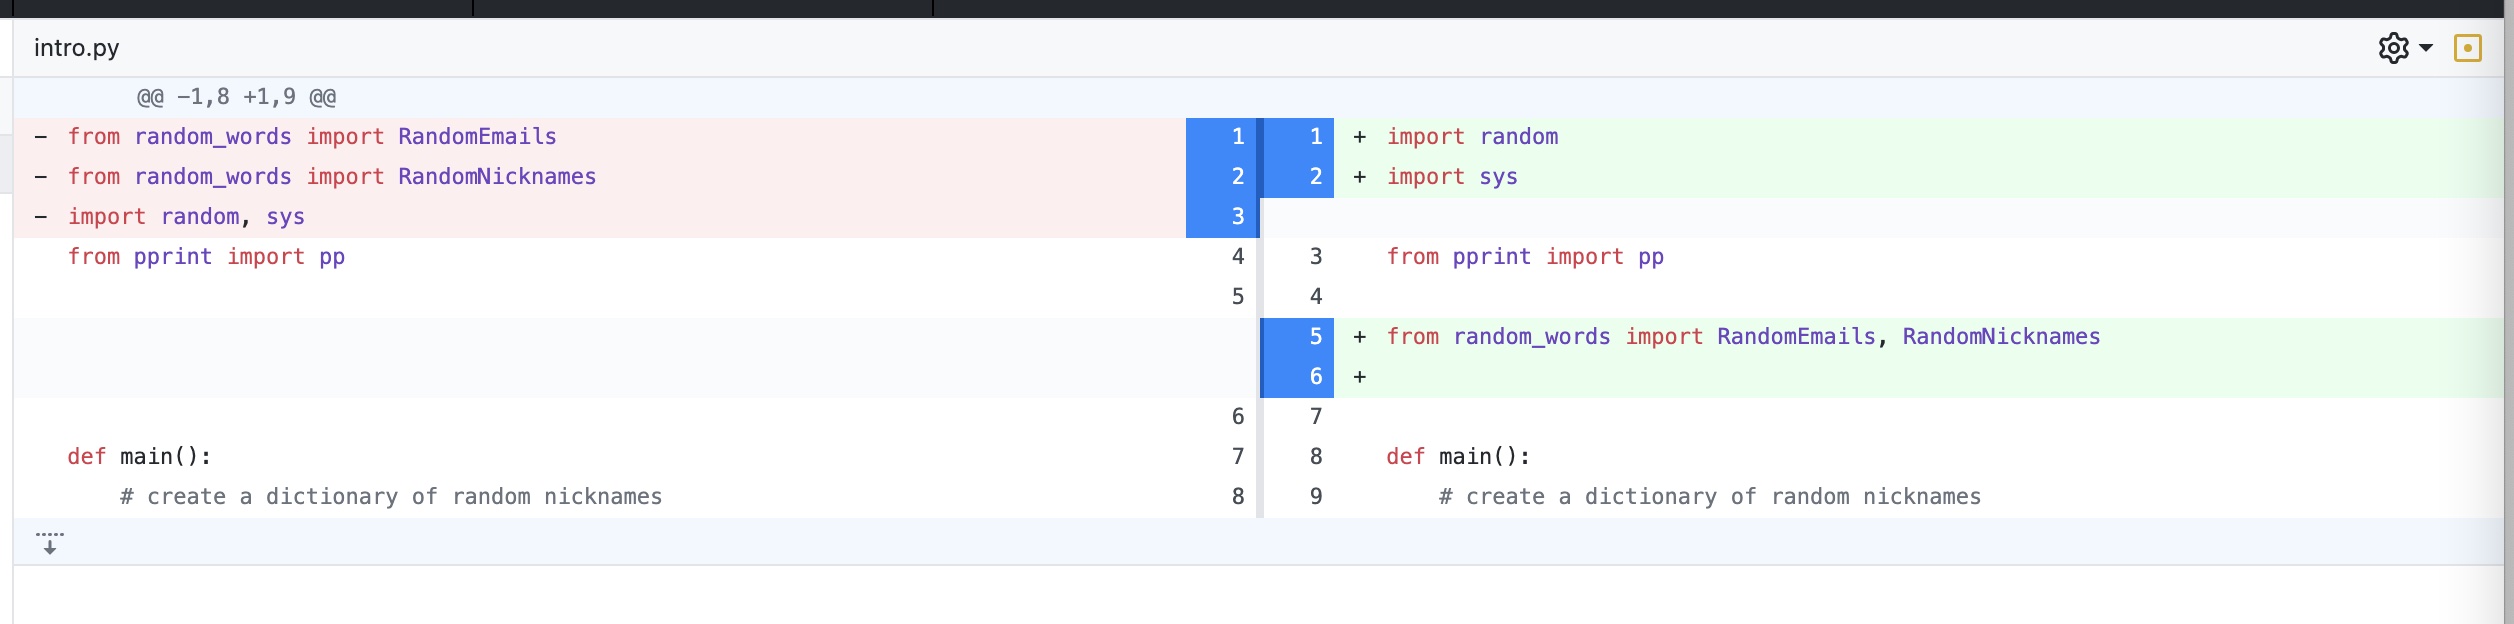 intro.py
@@ -1,8 +1,9 @@
- from random_words import RandomEmails 1
- from random_words import RandomNicknames 2
- import random, sys 3
from pprint import pp 4
5
6
def main(): 7
# create a dictionary of random nicknames 8
1 + import random
2 + import sys
3 from pprint import pp
4
5 + from random_words import RandomEmails, RandomNicknames
6 +
7
8 def main():
9 # create a dictionary of random nicknames